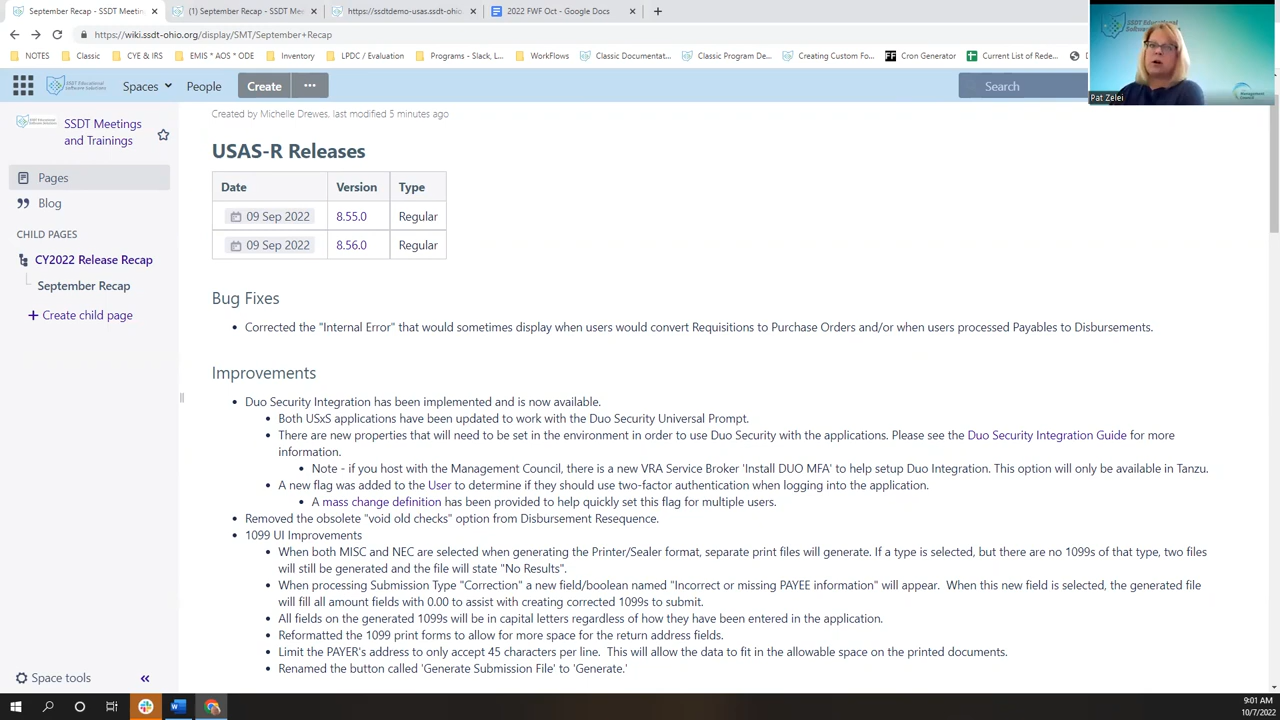 September Recap - SSDT Meeti
(1) September Recap - SSDT Me
https://ssdtdemo-usas.ssdt-ohio
2022 FWF Oct - Google Docs
https://wiki.ssdt-ohio.org/display/SMT/September+Recap
NOTES
Classic
CYE & IRS
EMIS * AOS * ODE
Inventory
LPDC / Evaluation
Programs - Slack, L...
WorkFlows
Classic Documentat...
Classic Program De...
Creating Custom Fo...
Cron Generator
Current List of Rede...
SSDT Educational
Software Solutions
Spaces
People
Create
Search
Pat Zelei
Management
Council
SSDT Meetings
and Trainings
Pages
Blog
CHILD PAGES
CY2022 Release Recap
September Recap
+ Create child page
Space tools
Created by Michelle Drewes, last modified 5 minutes ago
USAS-R Releases
Date Version Type
09 Sep 2022 8.55.0 Regular
09 Sep 2022 8.56.0 Regular
Bug Fixes
• Corrected the "Internal Error" that would sometimes display when users would convert Requisitions to Purchase Orders and/or when users processed Payables to Disbursements.
Improvements
• Duo Security Integration has been implemented and is now available.
• Both USxS applications have been updated to work with the Duo Security Universal Prompt.
• There are new properties that will need to be set in the environment in order to use Duo Security with the applications. Please see the Duo Security Integration Guide for more
information.
• Note - if you host with the Management Council, there is a new VRA Service Broker 'Install DUO MFA' to help setup Duo Integration. This option will only be available in Tanzu.
• A new flag was added to the User to determine if they should use two-factor authentication when logging into the application.
• A mass change definition has been provided to help quickly set this flag for multiple users.
• Removed the obsolete "void old checks" option from Disbursement Resequence.
• 1099 UI Improvements
• When both MISC and NEC are selected when generating the Printer/Sealer format, separate print files will generate. If a type is selected, but there are no 1099s of that type, two files
will still be generated and the file will state "No Results".
• When processing Submission Type "Correction" a new field/boolean named "Incorrect or missing PAYEE information" will appear. When this new field is selected, the generated file
will fill all amount fields with 0.00 to assist with creating corrected 1099s to submit.
• All fields on the generated 1099s will be in capital letters regardless of how they have been entered in the application.
• Reformatted the 1099 print forms to allow for more space for the return address fields.
• Limit the PAYER's address to only accept 45 characters per line. This will allow the data to fit in the allowable space on the printed documents.
• Renamed the button called 'Generate Submission File' to 'Generate.'
9:01 AM
10/7/2022